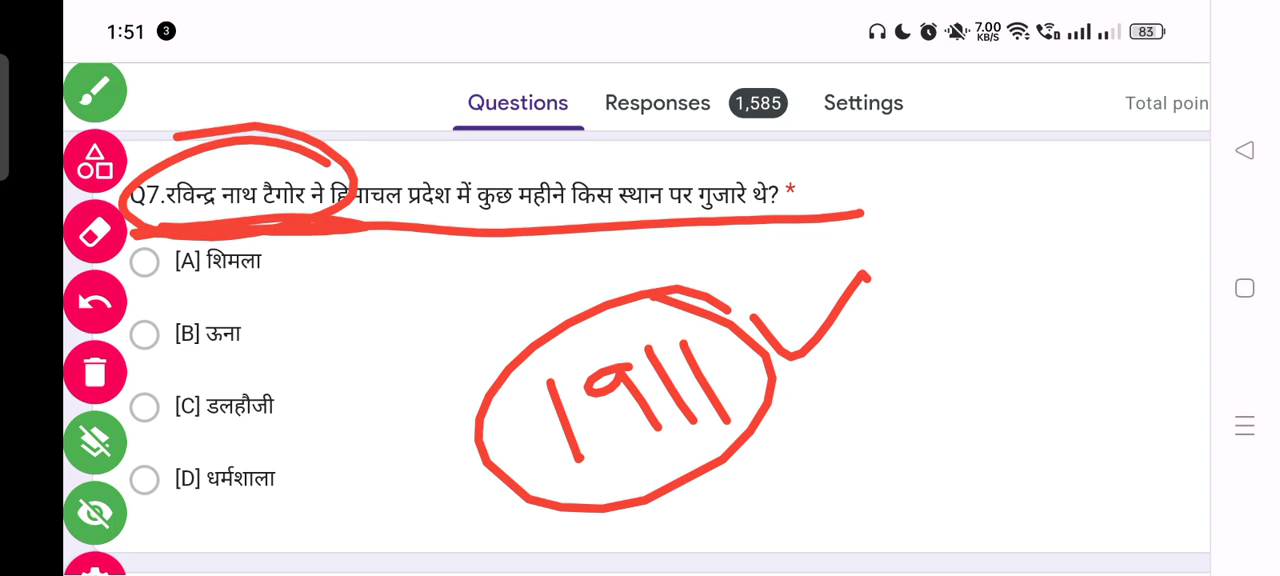 1:51 3 7.00 KB/S 83
Questions Responses 1,585 Settings Total poin
Q7.रविन्द्र नाथ टैगोर ने हिमाचल प्रदेश में कुछ महीने किस स्थान पर गुजारे थे? *
[A] शिमला
[B] ऊना
[C] डलहौजी
[D] धर्मशाला
1911